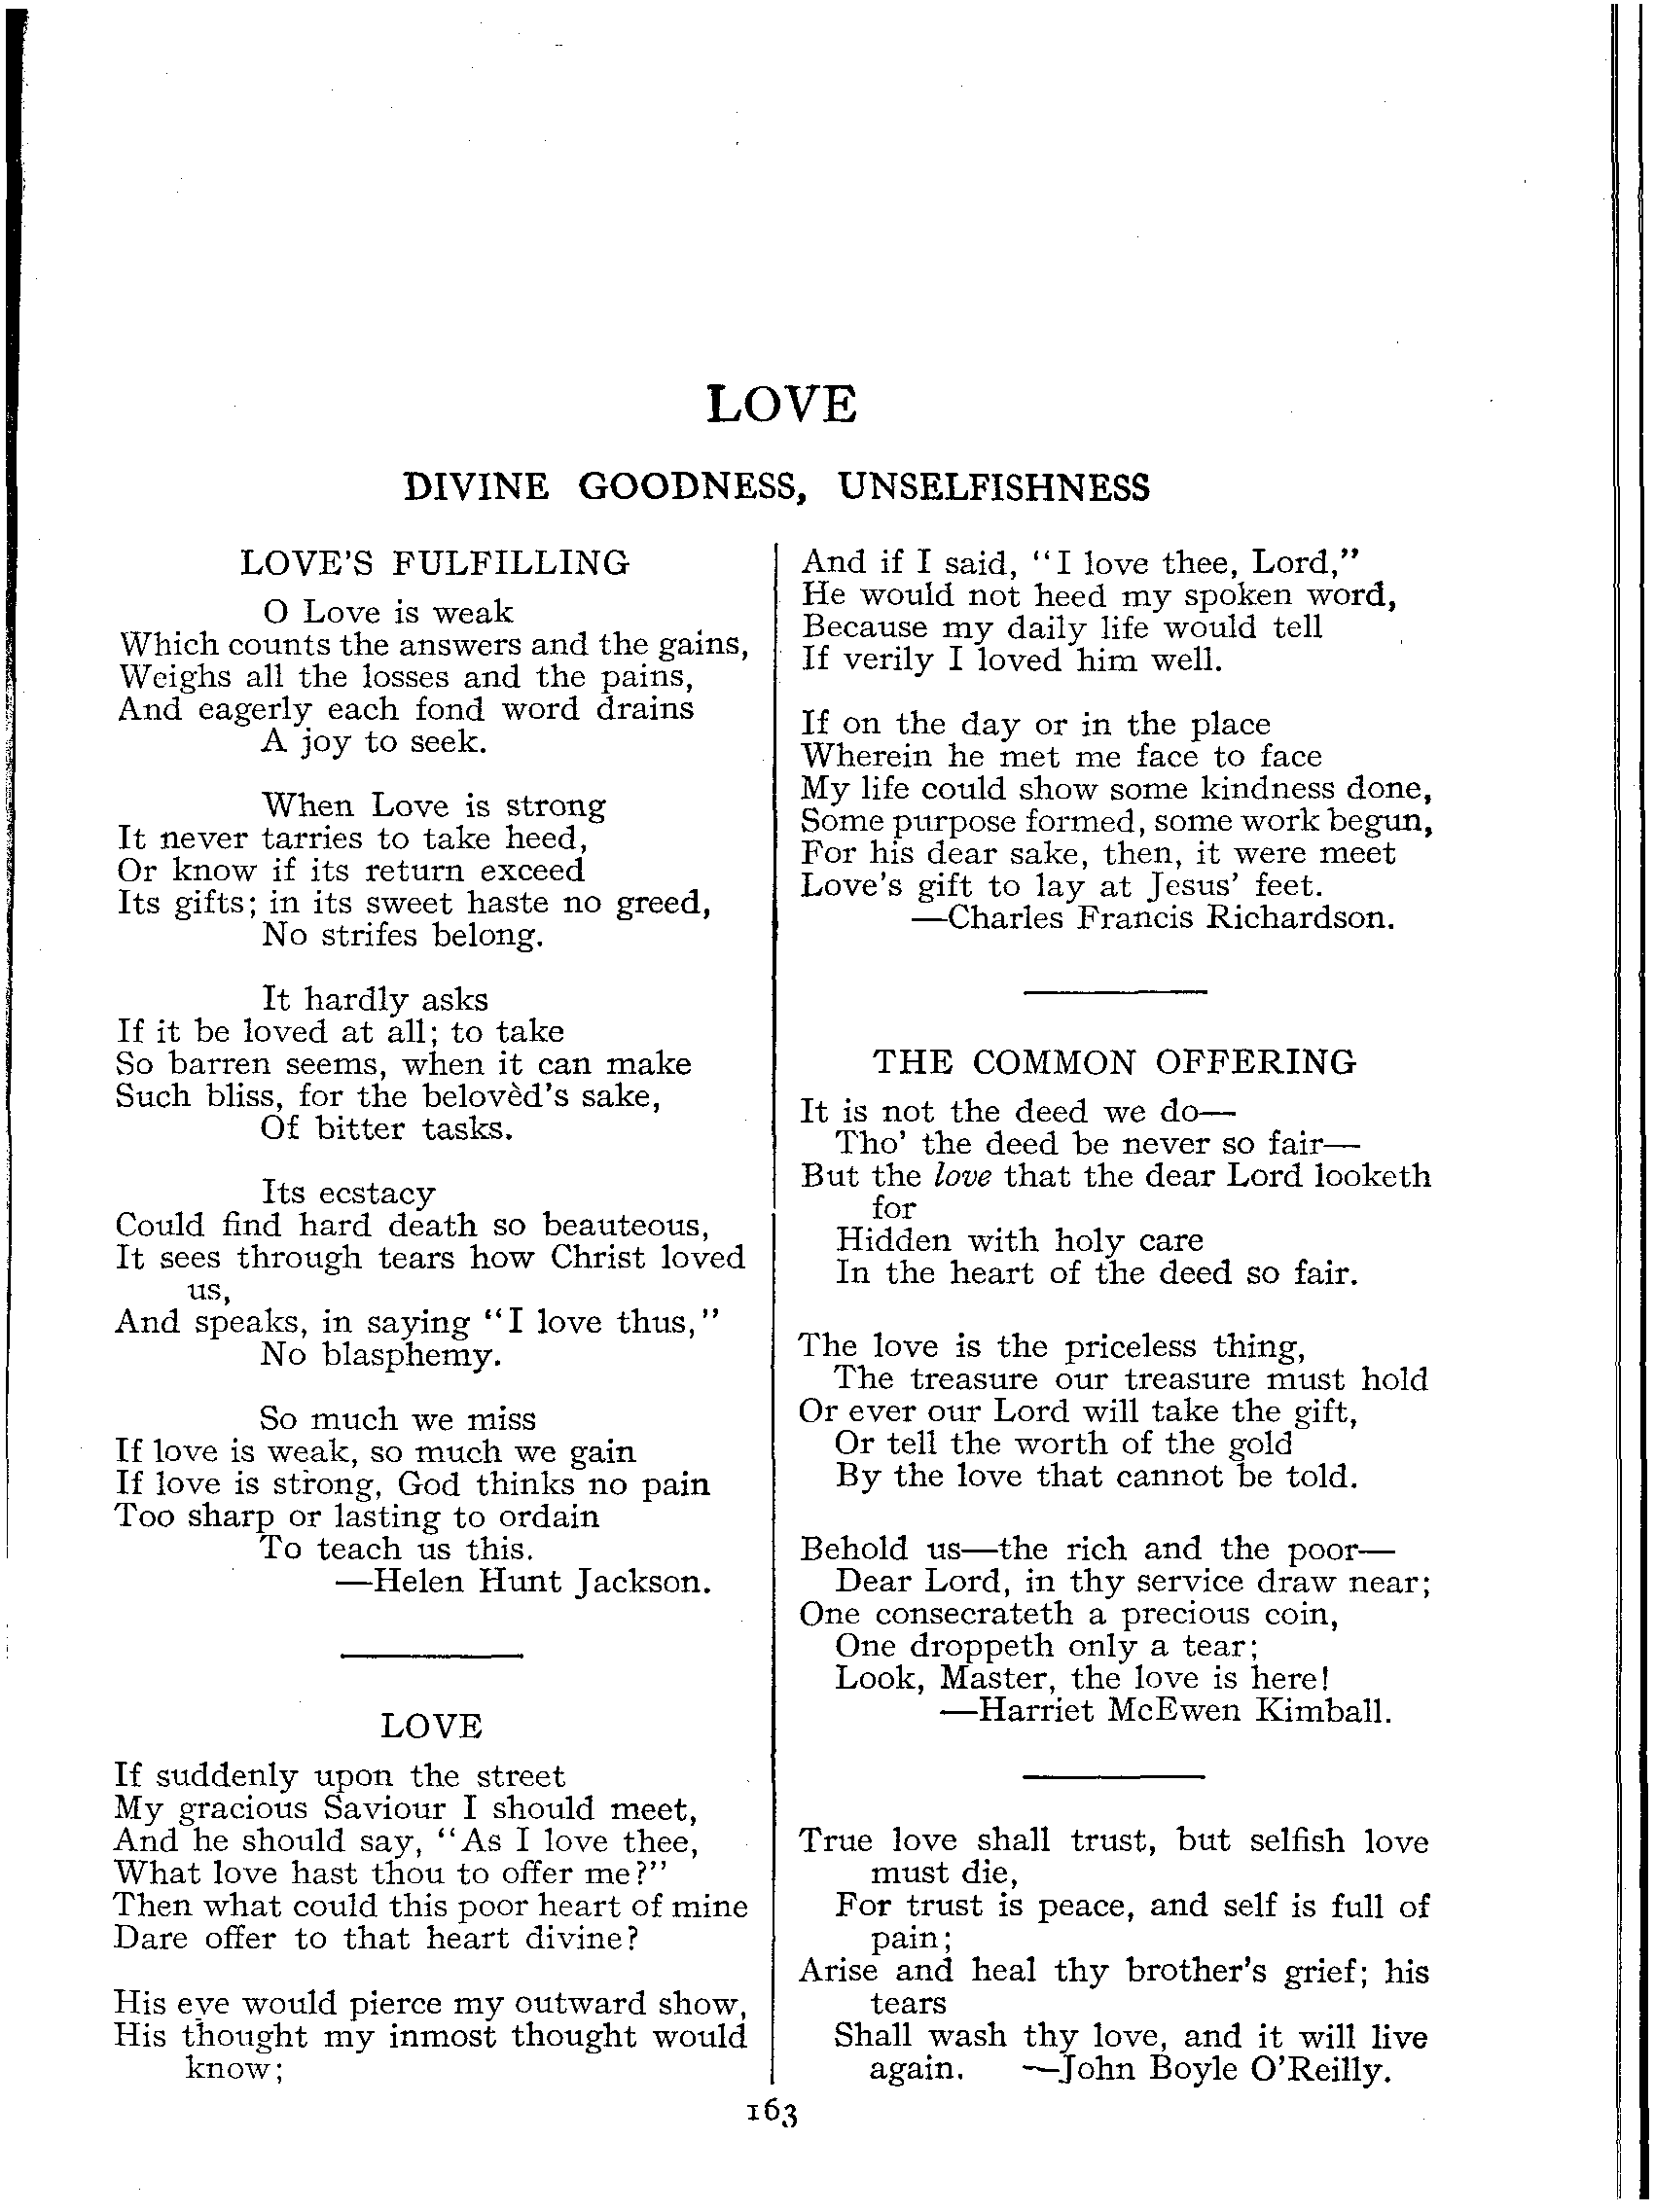 LOVE
DIVINE GOODNESS, UNSELFISHNESS
LOVE'S FULFILLING
O Love is weak
Which counts the answers and the gains,
Weighs all the losses and the pains,
And eagerly each fond word drains
A joy to seek.
When Love is strong
It never tarries to take heed,
Or know if its return exceed
Its gifts; in its sweet haste no greed,
No strifes belong.
It hardly asks
If it be loved at all; to take
So barren seems, when it can make
Such bliss, for the belovèd's sake,
Of bitter tasks.
Its ecstacy
Could find hard death so beauteous,
It sees through tears how Christ loved
us,
And speaks, in saying "I love thus,"
No blasphemy.
So much we miss
If love is weak, so much we gain
If love is strong, God thinks no pain
Too sharp or lasting to ordain
To teach us this.
—Helen Hunt Jackson.
LOVE
If suddenly upon the street
My gracious Saviour I should meet,
And he should say, "As I love thee,
What love hast thou to offer me?"
Then what could this poor heart of mine
Dare offer to that heart divine?
His eye would pierce my outward show,
His thought my inmost thought would
know;
And if I said, "I love thee, Lord,"
He would not heed my spoken word,
Because my daily life would tell
If verily I loved him well.
If on the day or in the place
Wherein he met me face to face
My life could show some kindness done,
Some purpose formed, some work begun,
For his dear sake, then, it were meet
Love's gift to lay at Jesus' feet.
—Charles Francis Richardson.
THE COMMON OFFERING
It is not the deed we do—
Tho' the deed be never so fair—
But the love that the dear Lord looketh
for
Hidden with holy care
In the heart of the deed so fair.
The love is the priceless thing,
The treasure our treasure must hold
Or ever our Lord will take the gift,
Or tell the worth of the gold
By the love that cannot be told.
Behold us—the rich and the poor—
Dear Lord, in thy service draw near;
One consecrateth a precious coin,
One droppeth only a tear;
Look, Master, the love is here!
—Harriet McEwen Kimball.
True love shall trust, but selfish love
must die,
For trust is peace, and self is full of
pain;
Arise and heal thy brother's grief; his
tears
Shall wash thy love, and it will live
again. —John Boyle O'Reilly.
163